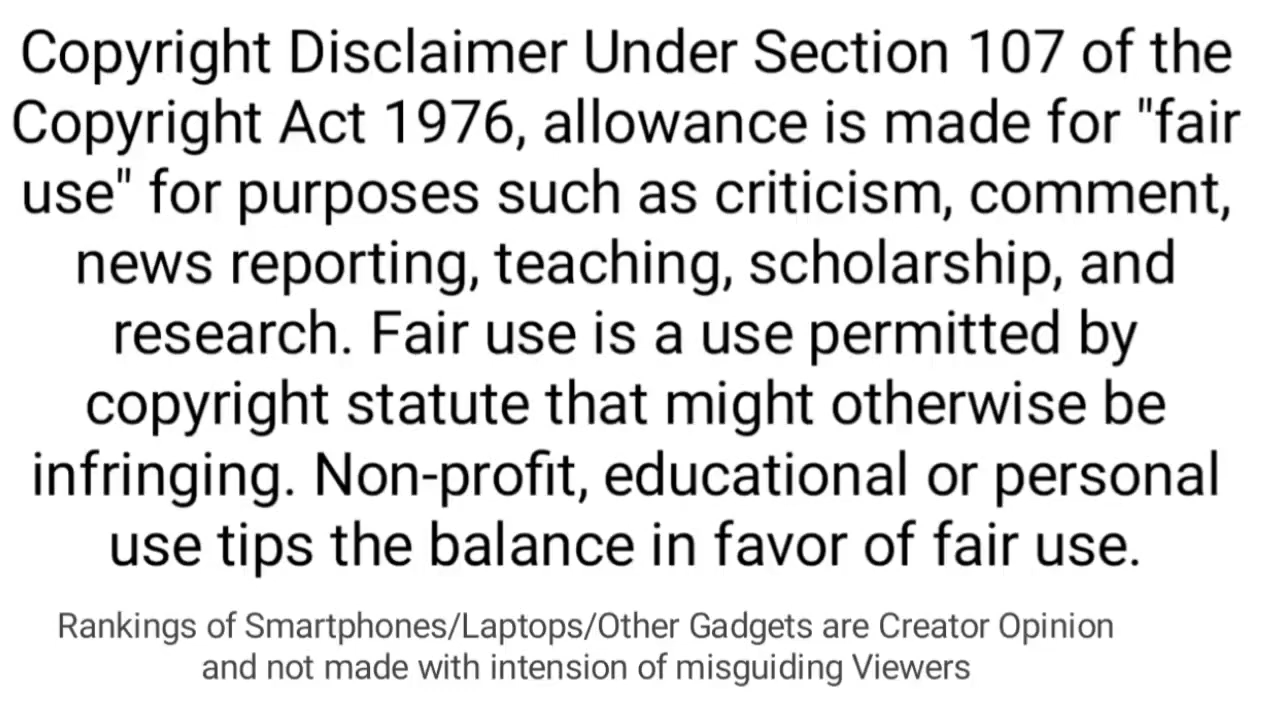 Copyright Disclaimer Under Section 107 of the
Copyright Act 1976, allowance is made for "fair
use" for purposes such as criticism, comment,
news reporting, teaching, scholarship, and
research. Fair use is a use permitted by
copyright statute that might otherwise be
infringing. Non-profit, educational or personal
use tips the balance in favor of fair use.
Rankings of Smartphones/Laptops/Other Gadgets are Creator Opinion
and not made with intension of misguiding Viewers